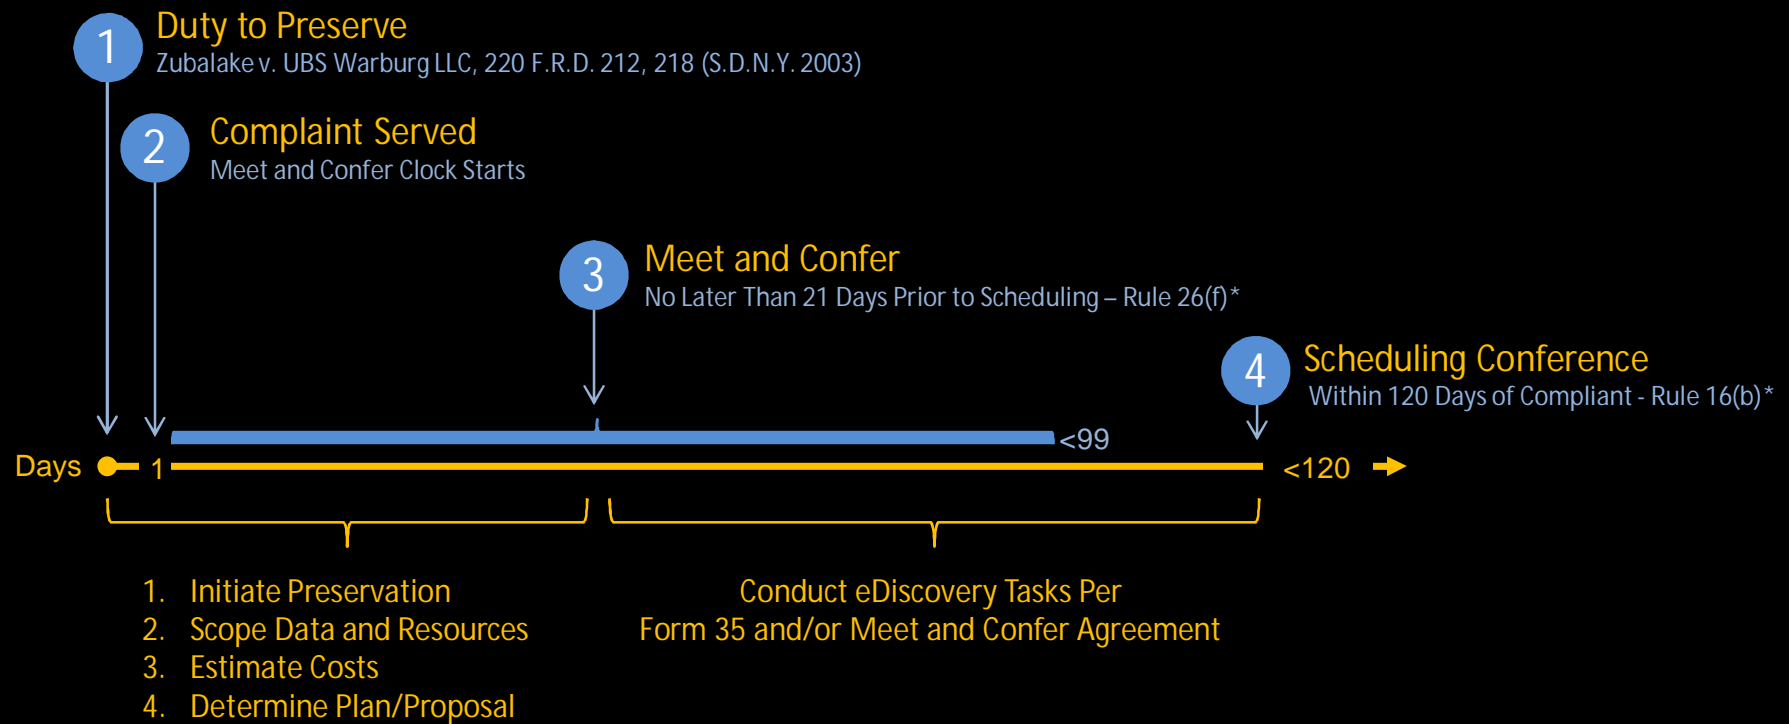 1
Duty to Preserve
Zubalake v. UBS Warburg LLC, 220 F.R.D. 212, 218 (S.D.N.Y. 2003)
2
Complaint Served
Meet and Confer Clock Starts
3
Meet and Confer
No Later Than 21 Days Prior to Scheduling – Rule 26(f)*
4
Scheduling Conference
Within 120 Days of Compliant - Rule 16(b)*
<99
Days
1
<120
1. Initiate Preservation
2. Scope Data and Resources
3. Estimate Costs
4. Determine Plan/Proposal
Conduct eDiscovery Tasks Per
Form 35 and/or Meet and Confer Agreement